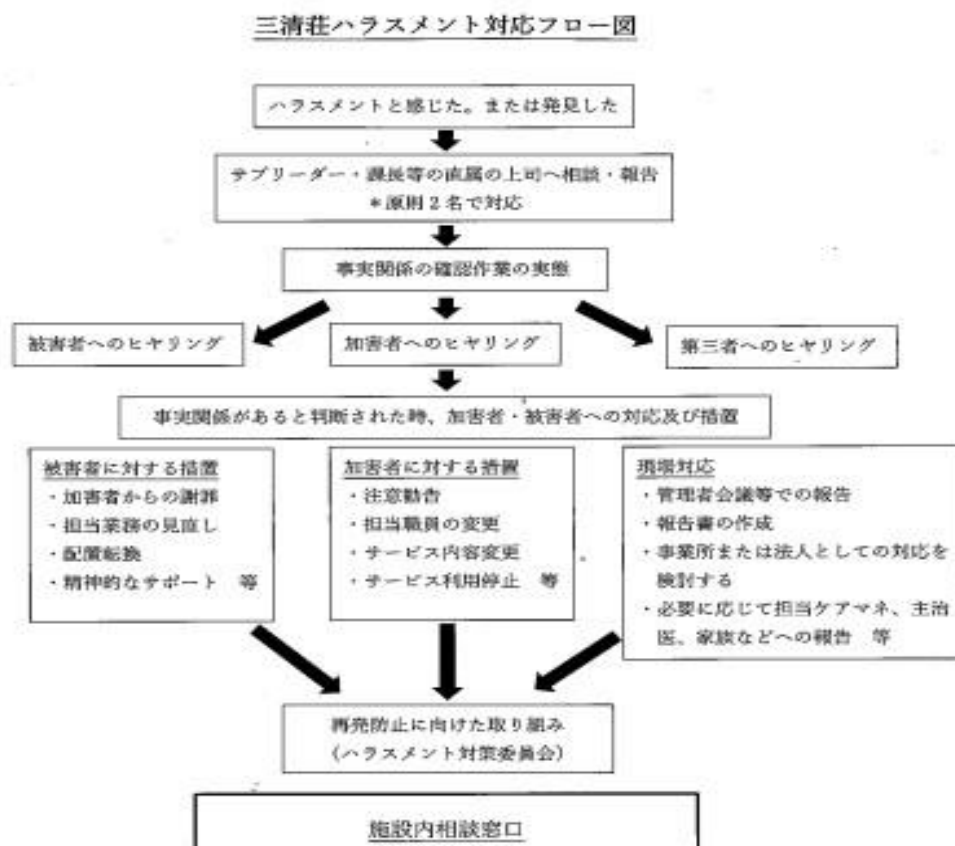 三清荘ハラスメント対応フロー図
ハラスメントと感じた。または発見した
サブリーダー・課長等の直属の上司へ相談・報告
＊原則２名で対応
事実関係の確認作業の実態
被害者へのヒヤリング
加害者へのヒヤリング
第三者へのヒヤリング
事実関係があると判断された時、加害者・被害者への対応及び措置
被害者に対する措置
・加害者からの謝罪
・担当業務の見直し
・配置転換
・精神的なサポート　等
加害者に対する措置
・注意勧告
・担当職員の変更
・サービス内容変更
・サービス利用停止　等
現場対応
・管理者会議等での報告
・報告書の作成
・事業所または法人としての対応を
検討する
・必要に応じて担当ケアマネ、主治
医、家族などへの報告　等
再発防止に向けた取り組み
（ハラスメント対策委員会）
施設内相談窓口